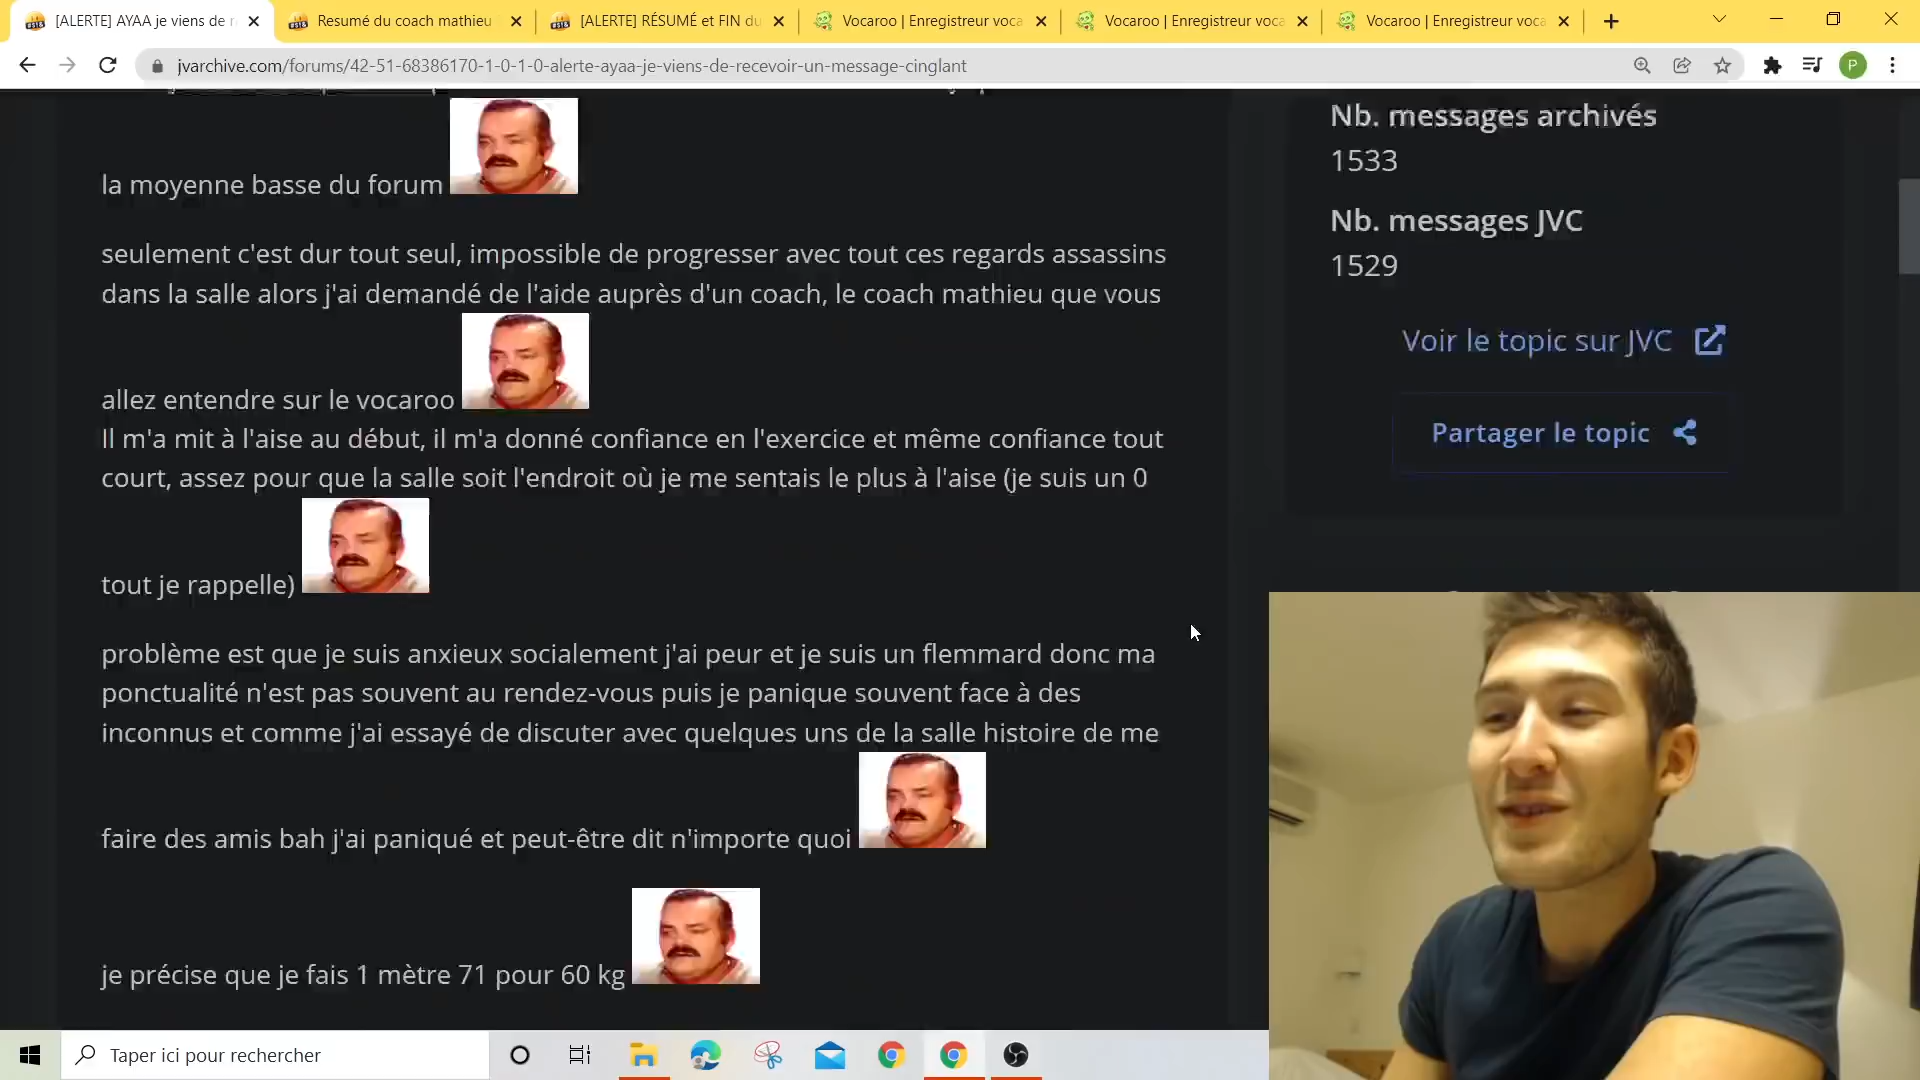 [ALERTE] AYAA je viens de r
Resumé du coach mathieu
[ALERTE] RÉSUMÉ et FIN du
Vocaroo | Enregistreur voca
Vocaroo | Enregistreur voca
Vocaroo | Enregistreur voca
jvarchive.com/forums/42-51-68386170-1-0-1-0-alerte-ayaa-je-viens-de-recevoir-un-message-cinglant
P
la moyenne basse du forum
seulement c'est dur tout seul, impossible de progresser avec tout ces regards assassins
dans la salle alors j'ai demandé de l'aide auprès d'un coach, le coach mathieu que vous
allez entendre sur le vocaroo
Il m'a mit à l'aise au début, il m'a donné confiance en l'exercice et même confiance tout
court, assez pour que la salle soit l'endroit où je me sentais le plus à l'aise (je suis un 0
tout je rappelle)
problème est que je suis anxieux socialement j'ai peur et je suis un flemmard donc ma
ponctualité n'est pas souvent au rendez-vous puis je panique souvent face à des
inconnus et comme j'ai essayé de discuter avec quelques uns de la salle histoire de me
faire des amis bah j'ai paniqué et peut-être dit n'importe quoi
je précise que je fais 1 mètre 71 pour 60 kg
Nb. messages archivés
1533
Nb. messages JVC
1529
Voir le topic sur JVC
Partager le topic
Taper ici pour rechercher